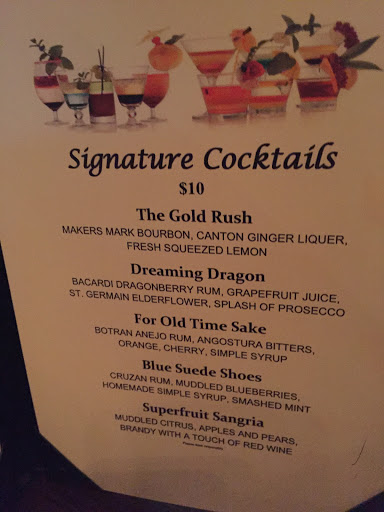 Signature Cocktails
$10
The Gold Rush
MAKERS MARK BOURBON, CANTON GINGER LIQUER,
FRESH SQUEEZED LEMON
Dreaming Dragon
BACARDI DRAGONBERRY RUM, GRAPEFRUIT JUICE,
ST. GERMAIN ELDERFLOWER, SPLASH OF PROSECCO
For Old Time Sake
BOTRAN ANEJO RUM, ANGOSTURA BITTERS,
ORANGE, CHERRY, SIMPLE SYRUP
Blue Suede Shoes
CRUZAN RUM, MUDDLED BLUEBERRIES,
HOMEMADE SIMPLE SYRUP, SMASHED MINT
Superfruit Sangria
MUDDLED CITRUS, APPLES AND PEARS,
BRANDY WITH A TOUCH OF RED WINE